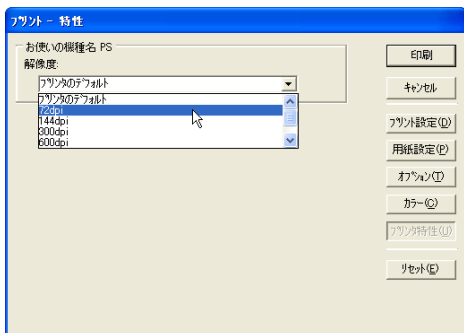 プリント - 特性
お使いの機種名 PS
解像度:
プリンタのデフォルト
プリンタのデフォルト
72dpi
144dpi
300dpi
600dpi
印刷
キャンセル
プリント設定(D)
用紙設定(P)
オプション(T)
カラー(C)
プリンタ特性(U)
リセット(E)